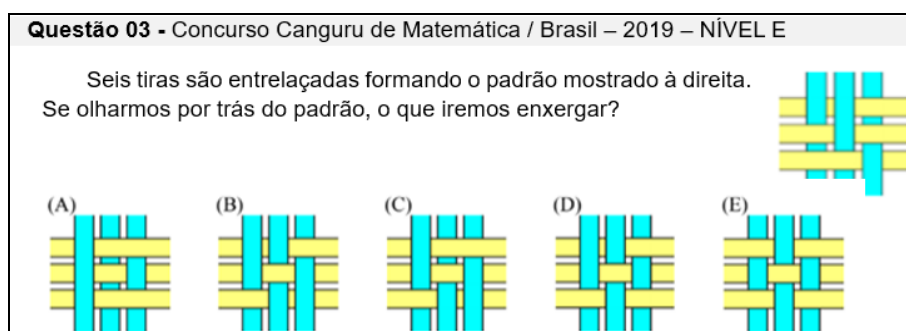 Questão 03 - Concurso Canguru de Matemática / Brasil – 2019 – NÍVEL E
Seis tiras são entrelaçadas formando o padrão mostrado à direita.
Se olharmos por trás do padrão, o que iremos enxergar?
(A) (B) (C) (D) (E)